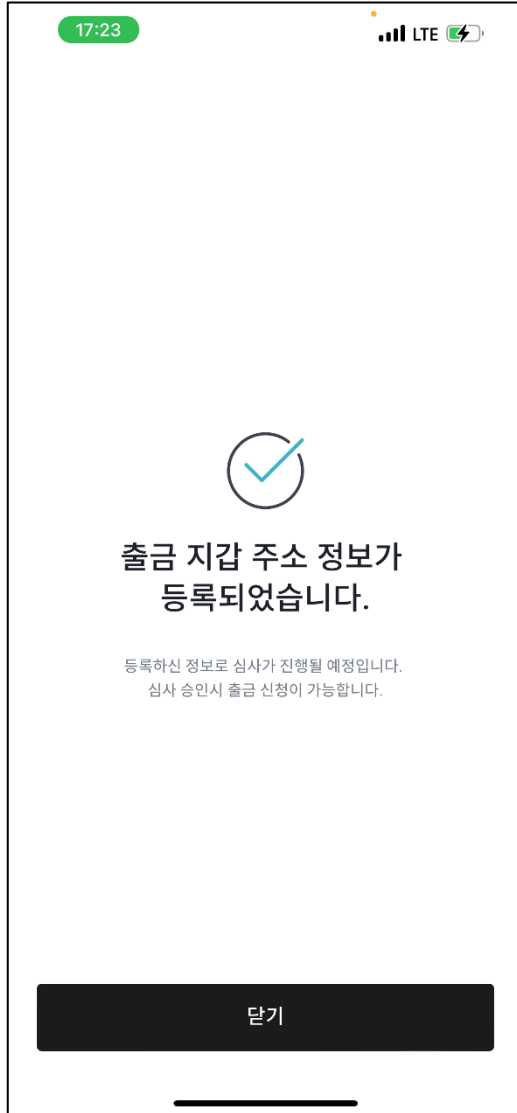 17:23
LTE
출금 지갑 주소 정보가
등록되었습니다.
등록하신 정보로 심사가 진행될 예정입니다.
심사 승인시 출금 신청이 가능합니다.
닫기